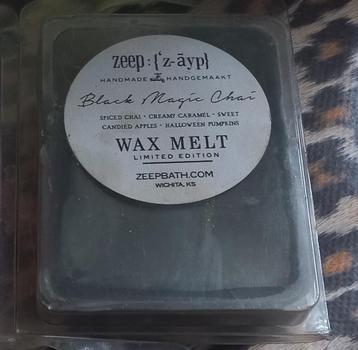 zeep:{'z-āyp}
HANDMADE HANDGEMAAKT
Black Magic Chai
SPICED CHAI • CREAMY CARAMEL • SWEET
CANDIED APPLES • HALLOWEEN PUMPKINS
WAX MELT
LIMITED EDITION
ZEEPBATH.COM
WICHITA, KS